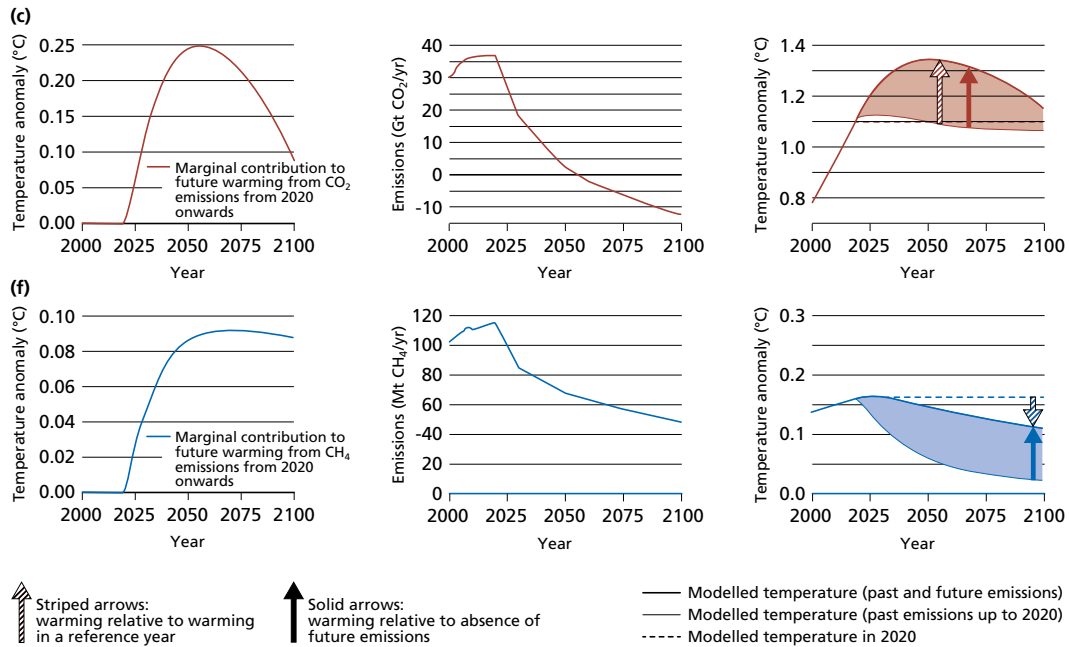 (c)
Temperature anomaly (°C)
0.25
0.20
0.15
0.10
0.05
0.00
Marginal contribution to
future warming from CO₂
emissions from 2020
onwards
2000 2025 2050 2075 2100
Year
Emissions (Gt CO₂/yr)
40
30
20
10
0
-10
2000 2025 2050 2075 2100
Year
Temperature anomaly (°C)
1.4
1.2
1.0
0.8
2000 2025 2050 2075 2100
Year
(f)
Temperature anomaly (°C)
0.10
0.08
0.06
0.04
0.02
0.00
Marginal contribution to
future warming from CH₄
emissions from 2020
onwards
2000 2025 2050 2075 2100
Year
Emissions (Mt CH₄/yr)
120
100
80
60
-40
20
0
2000 2025 2050 2075 2100
Year
Temperature anomaly (°C)
0.3
0.2
0.1
0.0
2000 2025 2050 2075 2100
Year
Striped arrows:
warming relative to warming
in a reference year
Solid arrows:
warming relative to absence of
future emissions
Modelled temperature (past and future emissions)
Modelled temperature (past emissions up to 2020)
Modelled temperature in 2020